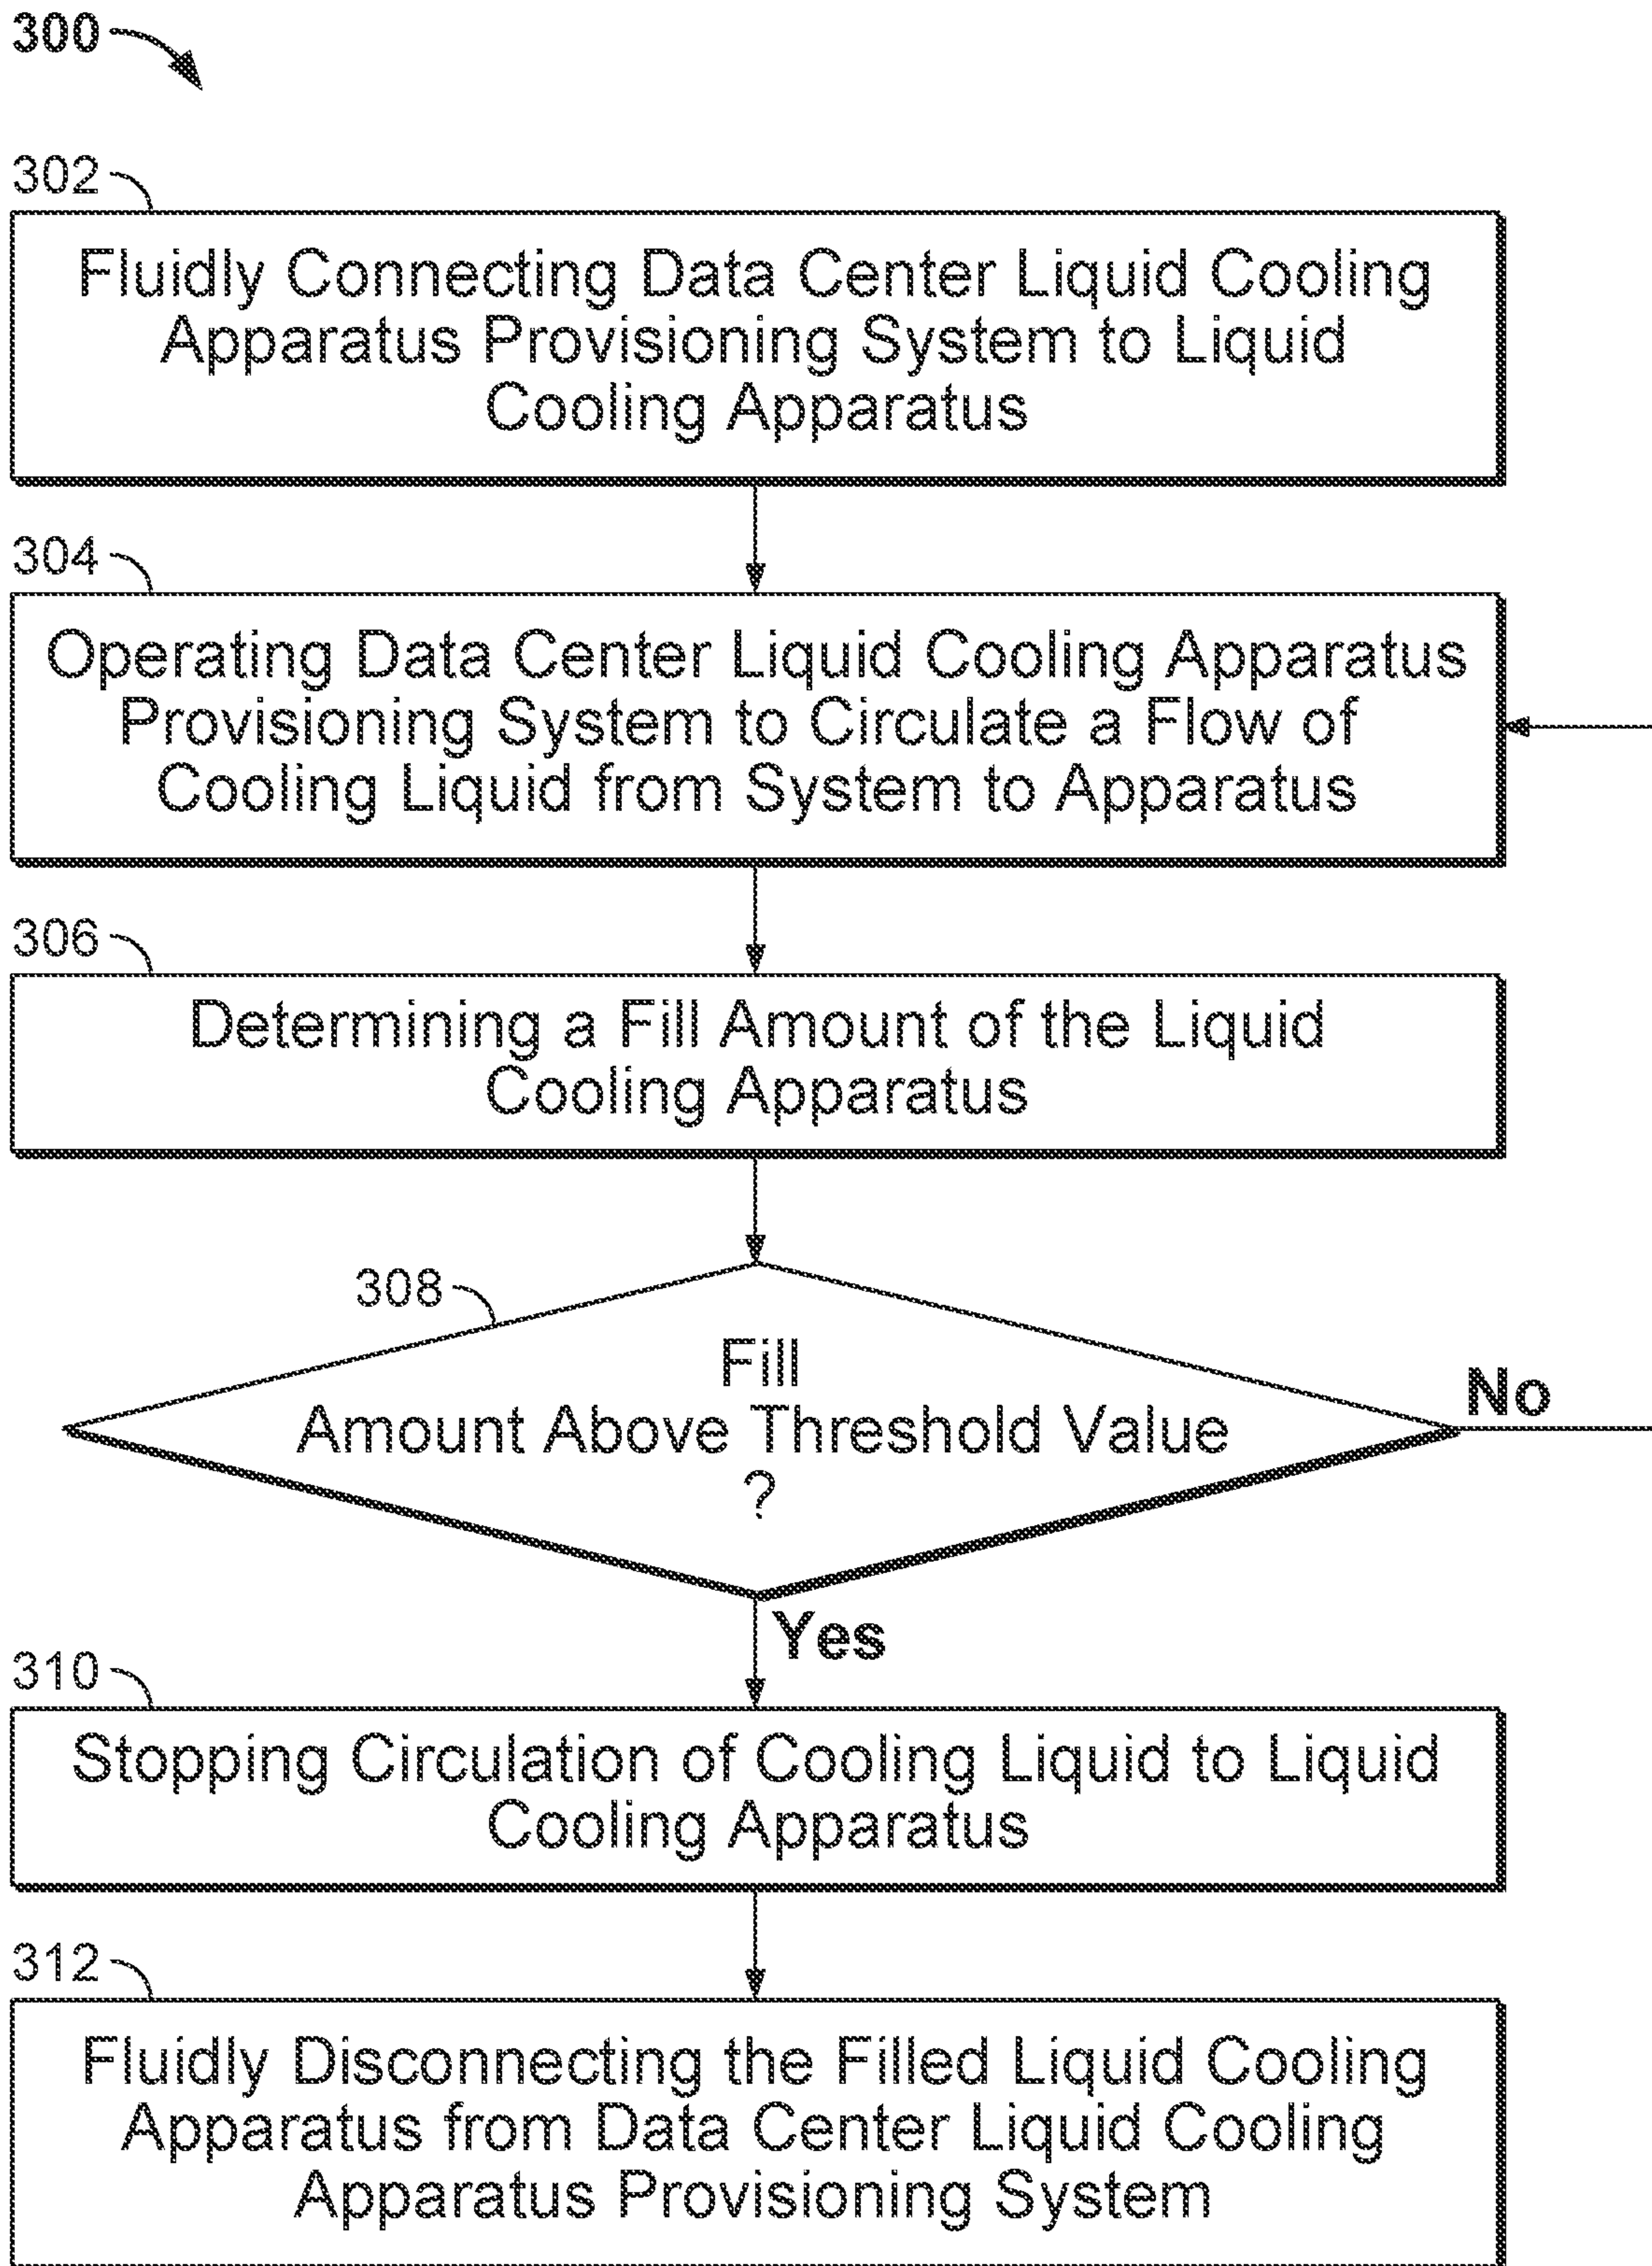 300
302
Fluidly Connecting Data Center Liquid Cooling
Apparatus Provisioning System to Liquid
Cooling Apparatus
304
Operating Data Center Liquid Cooling Apparatus
Provisioning System to Circulate a Flow of
Cooling Liquid from System to Apparatus
306
Determining a Fill Amount of the Liquid
Cooling Apparatus
308
Fill
Amount Above Threshold Value
?
No
Yes
310
Stopping Circulation of Cooling Liquid to Liquid
Cooling Apparatus
312
Fluidly Disconnecting the Filled Liquid Cooling
Apparatus from Data Center Liquid Cooling
Apparatus Provisioning System